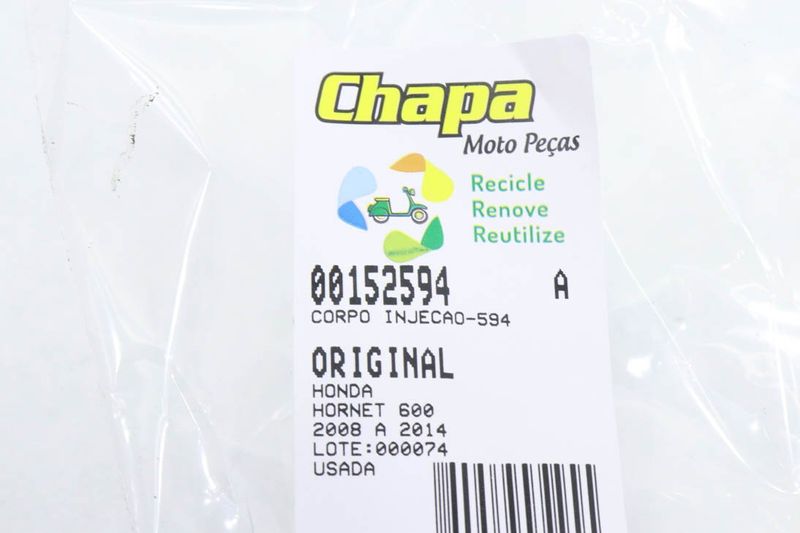 Chapa
Moto Peças
Recicle
Renove
Reutilize
00152594 A
CORPO INJECAO-594
ORIGINAL
HONDA
HORNET 600
2008 A 2014
LOTE:000074
USADA